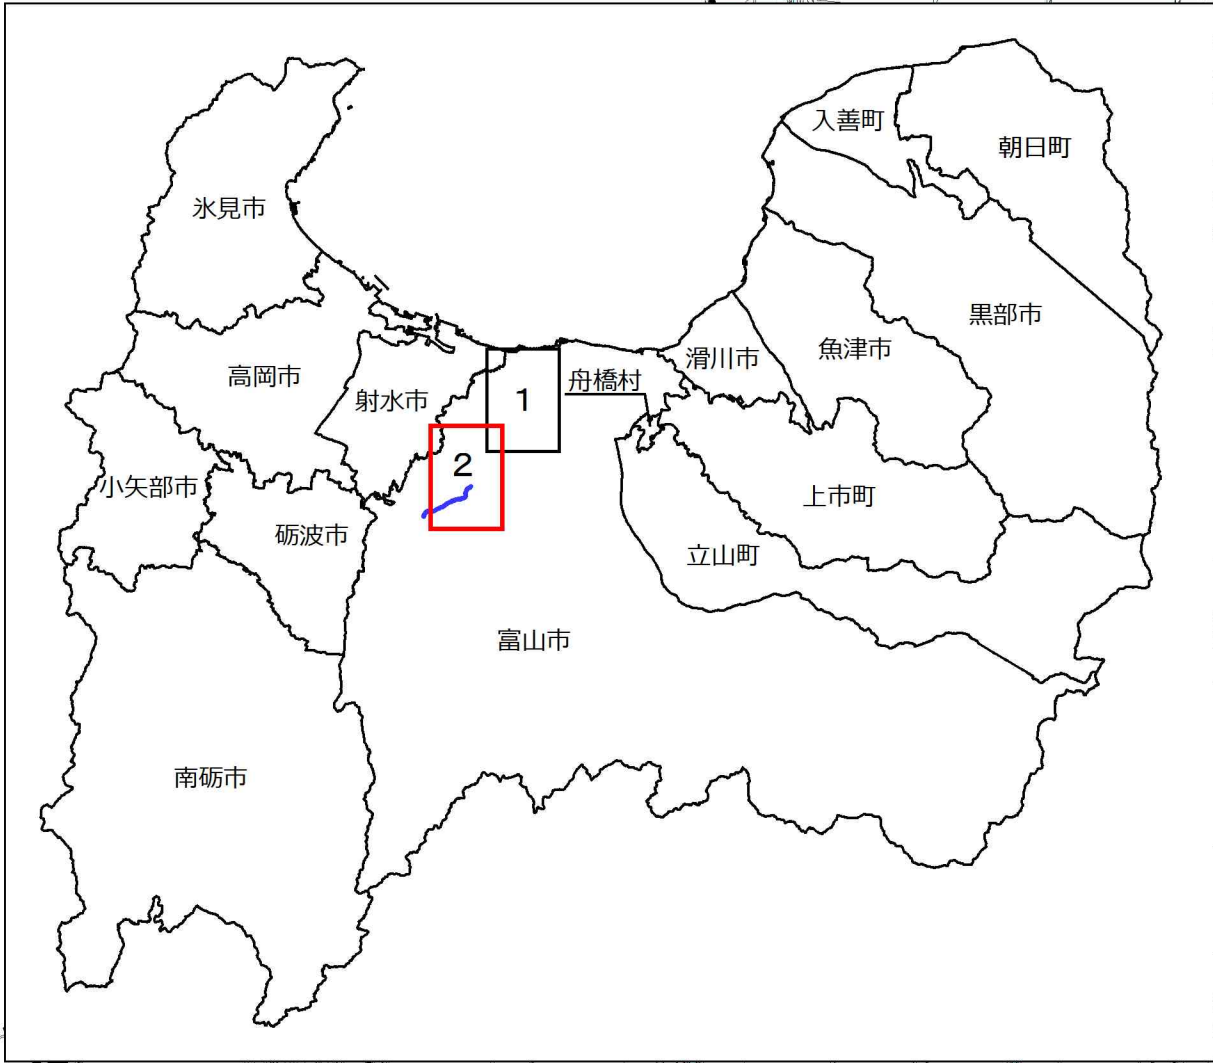 入善町
朝日町
氷見市
黒部市
魚津市
滑川市
高岡市
舟橋村
射水市
1
2
小矢部市
上市町
砺波市
立山町
富山市
南砺市